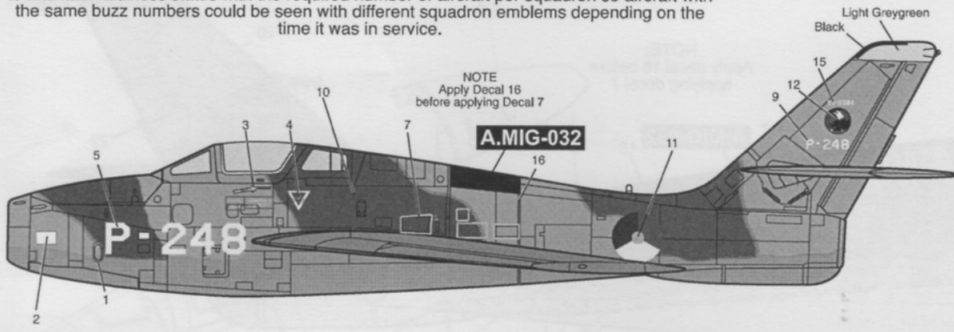 the same buzz numbers could be seen with different squadron emblems depending on the
time it was in service.
Light Greygreen
Black
NOTE
Apply Decal 16
before applying Decal 7
A.MIG-032
15
12
9
P-248
10
3
4
7
16
11
5
P-248
1
2